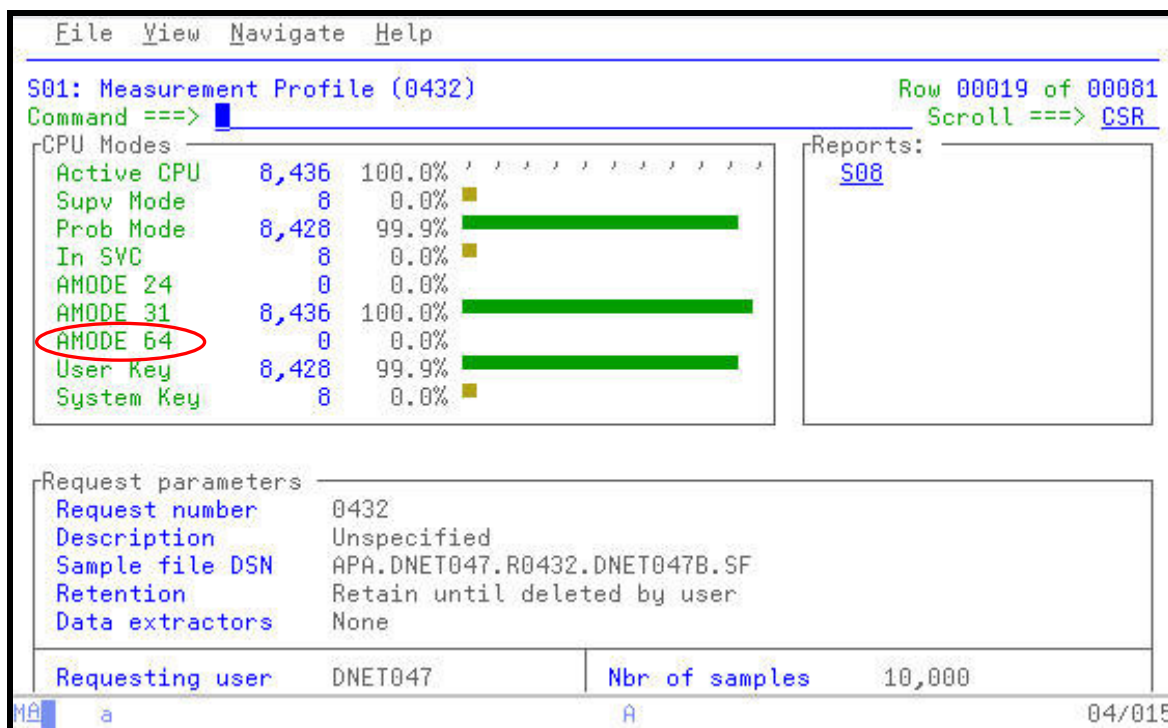 File View Navigate Help
S01: Measurement Profile (0432) Row 00019 of 00081
Command ===> Scroll ===> CSR
CPU Modes Reports:
Active CPU 8,436 100.0% S08
Supv Mode 8 0.0%
Prob Mode 8,428 99.9%
In SVC 8 0.0%
AMODE 24 0 0.0%
AMODE 31 8,436 100.0%
AMODE 64 0 0.0%
User Key 8,428 99.9%
System Key 8 0.0%
Request parameters
Request number 0432
Description Unspecified
Sample file DSN APA.DNET047.R0432.DNET047B.SF
Retention Retain until deleted by user
Data extractors None
Requesting user DNET047 Nbr of samples 10,000
MA a A 04/015